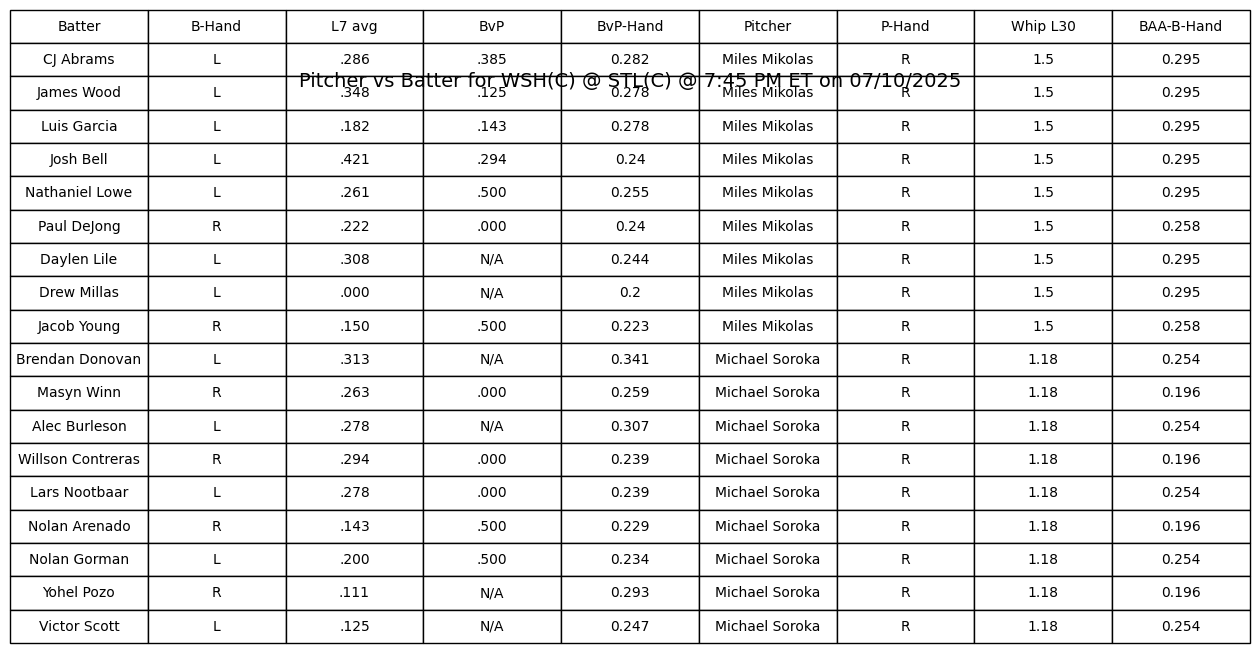 Batter B-Hand L7 avg BvP BvP-Hand Pitcher P-Hand Whip L30 BAA-B-Hand
CJ Abrams L .286 .385 0.282 Miles Mikolas R 1.5 0.295
Pitcher vs Batter for WSH(C) @ STL(C) @ 7:45 PM ET on 07/10/2025
James Wood L .348 .125 0.278 Miles Mikolas R 1.5 0.295
Luis Garcia L .182 .143 0.278 Miles Mikolas R 1.5 0.295
Josh Bell L .421 .294 0.24 Miles Mikolas R 1.5 0.295
Nathaniel Lowe L .261 .500 0.255 Miles Mikolas R 1.5 0.295
Paul DeJong R .222 .000 0.24 Miles Mikolas R 1.5 0.258
Daylen Lile L .308 N/A 0.244 Miles Mikolas R 1.5 0.295
Drew Millas L .000 N/A 0.2 Miles Mikolas R 1.5 0.295
Jacob Young R .150 .500 0.223 Miles Mikolas R 1.5 0.258
Brendan Donovan L .313 N/A 0.341 Michael Soroka R 1.18 0.254
Masyn Winn R .263 .000 0.259 Michael Soroka R 1.18 0.196
Alec Burleson L .278 N/A 0.307 Michael Soroka R 1.18 0.254
Willson Contreras R .294 .000 0.239 Michael Soroka R 1.18 0.196
Lars Nootbaar L .278 .000 0.239 Michael Soroka R 1.18 0.254
Nolan Arenado R .143 .500 0.229 Michael Soroka R 1.18 0.196
Nolan Gorman L .200 .500 0.234 Michael Soroka R 1.18 0.254
Yohel Pozo R .111 N/A 0.293 Michael Soroka R 1.18 0.196
Victor Scott L .125 N/A 0.247 Michael Soroka R 1.18 0.254